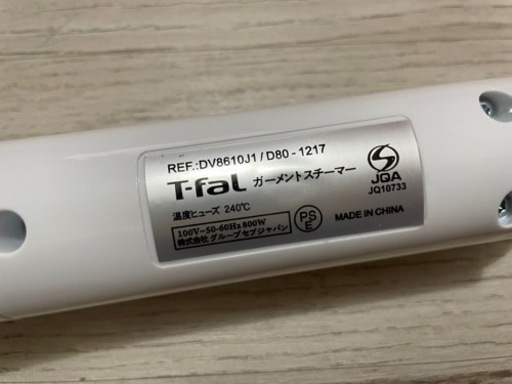 REF.:DV8610J1 / D80 - 1217
T-faL ガーメントスチーマー
温度ヒューズ 240℃
100V~50-60Hz 800W
株式会社 グループセブジャパン
PS
E
JQA
JQ10733
MADE IN CHINA